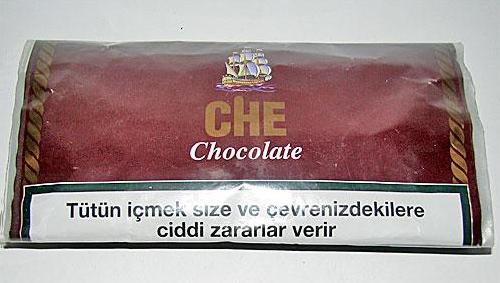 CHE
Chocolate
Tütün içmek size ve çevrenizdekilere
ciddi zararlar verir